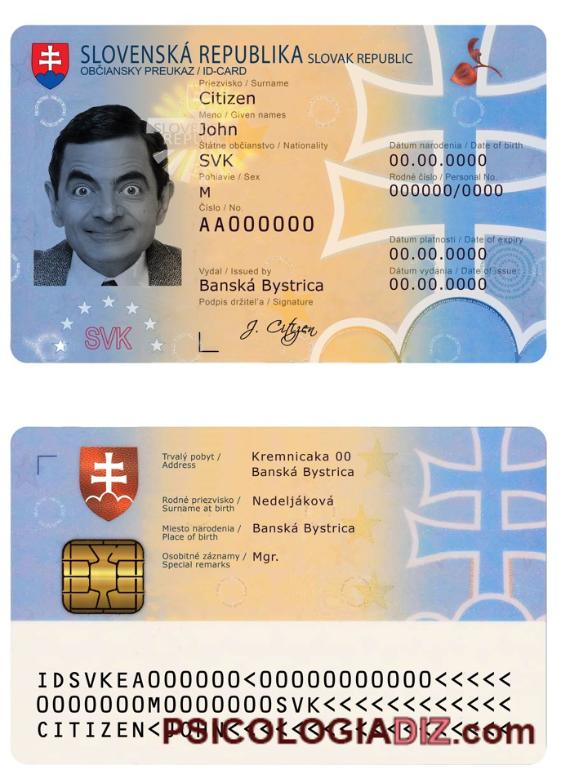 SLOVENSKÁ REPUBLIKA SLOVAK REPUBLIC
OBČIANSKY PREUKAZ / ID-CARD
Priezvisko / Surname
Citizen
Meno / Given names
John
Štátne občianstvo / Nationality
SVK
Pohlavie / Sex
M
Číslo / No
AA000000
Dátum narodenia / Date of birth
00.00.0000
Rodné číslo / Personal No.
000000/0000
Dátum platnosti / Date of expiry
00.00.0000
Dátum vydania / Date of issue
00.00.0000
Vydal / Issued by
Banská Bystrica
Podpis držiteľa / Signature
J. Citizen
SVK
Trvalý pobyt / Address
Kremnicaka 00
Banská Bystrica
Rodné priezvisko / Surname at birth
Nedeljáková
Miesto narodenia / Place of birth
Banská Bystrica
Osobitné záznamy / Special remarks
Mgr.
IDSVKEA000000<00000000000<<<<<
0000000M0000000SVK<<<<<<<<<<<<
CITIZEN<JOHN<<<<<<<<<<<<<<<<<<
PSICOLOGIADIZ.com